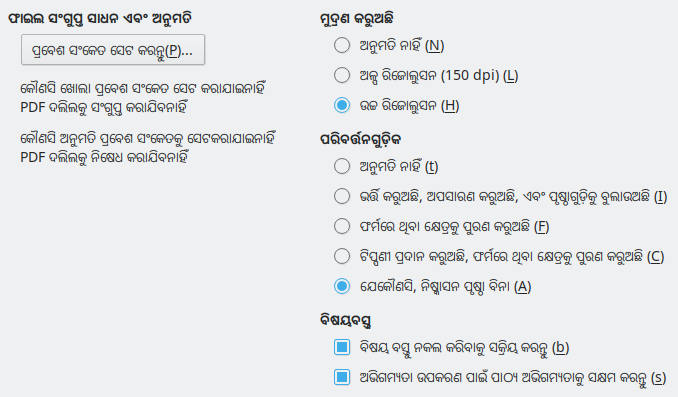 ଫାଇଲ ସଂଗୁପ୍ତ ସାଧନ ଏବଂ ଅନୁମତି
ପ୍ରବେଶ ସଂକେତ ସେଟ କରନ୍ତୁ(P)...
କୌଣସି ଖୋଲା ପ୍ରବେଶ ସଂକେତ ସେଟ କରାଯାଇନାହିଁ
PDF ଦଲିଲକୁ ସଂଗୁପ୍ତ କରାଯିବନାହିଁ
କୌଣସି ଅନୁମତି ପ୍ରବେଶ ସଂକେତକୁ ସେଟକରାଯାଇନାହିଁ
PDF ଦଲିଲକୁ ନିଷେଧ କରାଯିବନାହିଁ
ମୁଦ୍ରଣ କରୁଅଛି
ଅନୁମତି ନାହିଁ (N)
ଅଳ୍ପ ରିଜୋଲୁସନ (150 dpi) (L)
ଉଚ୍ଚ ରିଜୋଲୁସନ (H)
ପରିବର୍ତ୍ତନଗୁଡ଼ିକ
ଅନୁମତି ନାହିଁ (t)
ଭର୍ତ୍ତି କରୁଅଛି, ଅପସାରଣ କରୁଅଛି, ଏବଂ ପୃଷ୍ଠାଗୁଡ଼ିକୁ ବୁଲାଉଅଛି (I)
ଫର୍ମରେ ଥିବା କ୍ଷେତ୍ରକୁ ପୁରଣ କରୁଅଛି (F)
ଟିପ୍ପଣୀ ପ୍ରଦାନ କରୁଅଛି, ଫର୍ମରେ ଥିବା କ୍ଷେତ୍ରକୁ ପୁରଣ କରୁଅଛି (C)
ଯେକୌଣସି, ନିଷ୍କାସନ ପୃଷ୍ଠା ବିନା (A)
ବିଷୟବସ୍ତୁ
ବିଷୟ ବସ୍ତୁ ନକଲ କରିବାକୁ ସକ୍ରିୟ କରନ୍ତୁ (b)
ଅଭିଗମ୍ୟତା ଉପକରଣ ପାଇଁ ପାଠ୍ୟ ଅଭିଗମ୍ୟତାକୁ ସକ୍ଷମ କରନ୍ତୁ (s)